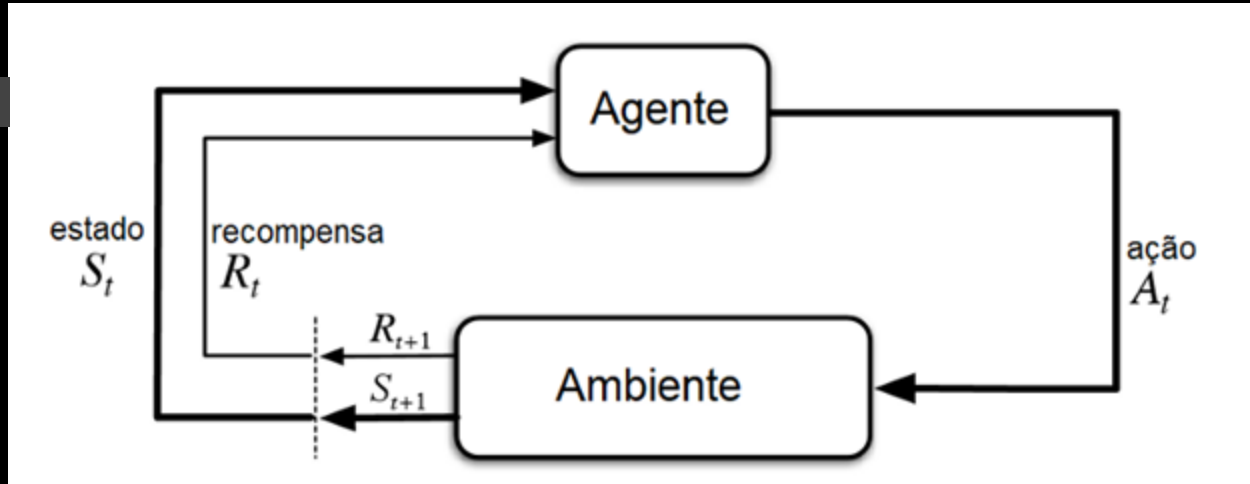 Agente
estado
S_t
recompensa
R_t
ação
A_t
R_{t+1}
S_{t+1}
Ambiente